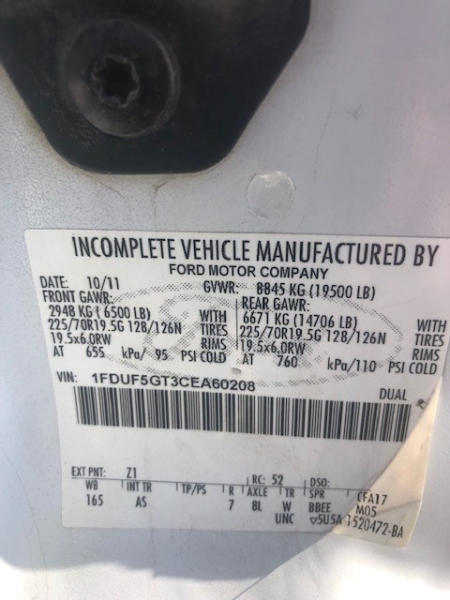 INCOMPLETE VEHICLE MANUFACTURED BY
FORD MOTOR COMPANY
DATE: 10/11 GVWR: 8845 KG (19500 LB)
FRONT GAWR: REAR GAWR:
2948 KG ( 6500 LB) WITH 6671 KG (14706 LB) WITH
225/70R19.5G 128/126N TIRES 225/70R19.5G 128/126N TIRES
19.5x6.0RW RIMS 19.5x6.0RW RIMS
AT 655 kPa/ 95 PSI COLD AT 760 kPa/110 PSI COLD
VIN: 1FDUF5GT3CEA60208 DUAL
EXT PNT: Z1 RC: 52 DSO:
WB INT TR TP/PS R AXLE TR SPR CFA17
165 AS 7 BL W BBEE M05
UNC 5U5A-1520472-BA